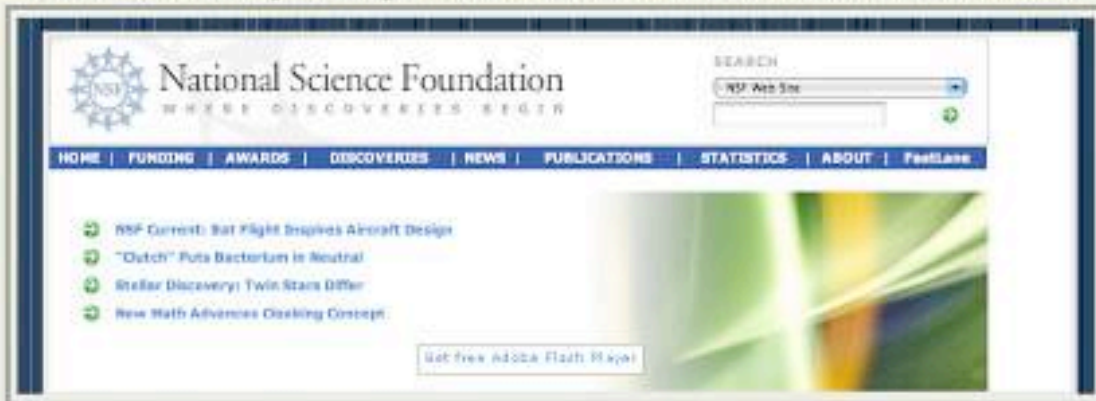 NSF
National Science Foundation
WHERE DISCOVERIES BEGIN
SEARCH
NSF Web Site
HOME | FUNDING | AWARDS | DISCOVERIES | NEWS | PUBLICATIONS | STATISTICS | ABOUT | FastLane
NSF Current: Bat Flight Inspires Aircraft Design
"Clutch" Puts Bacterium in Neutral
Stellar Discovery: Twin Stars Differ
New Math Advances Cloaking Concept
Get free Adobe Flash Player